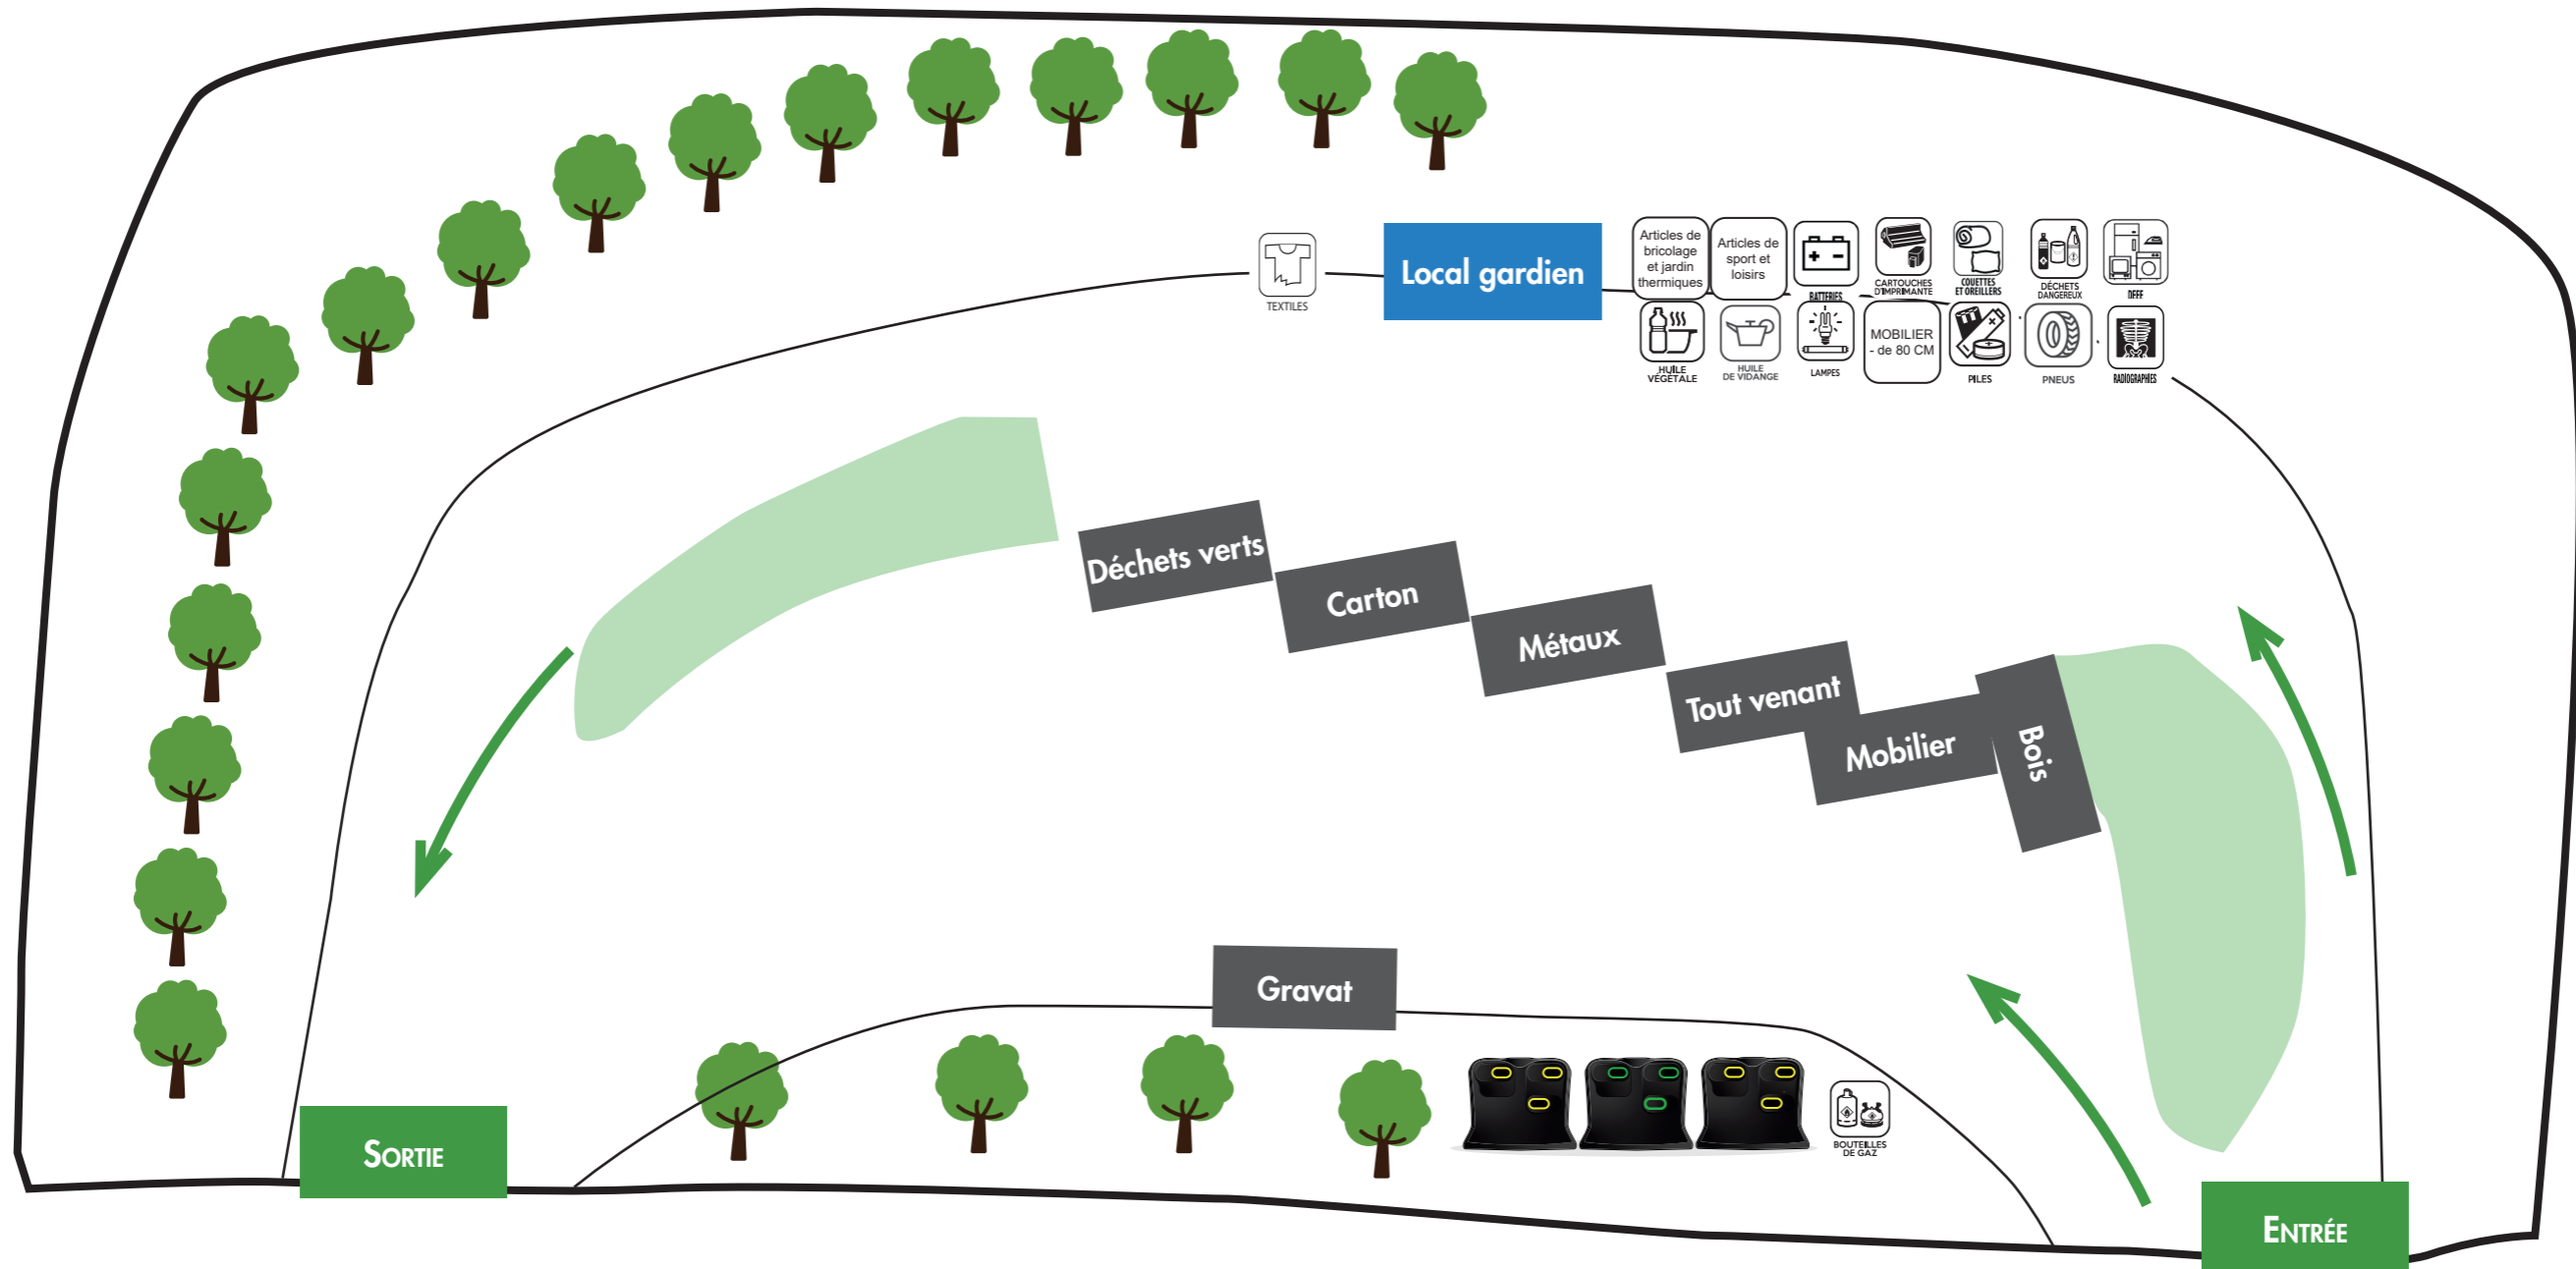 TEXTILES
Local gardien
Articles de
bricolage
et jardin
thermiques
Articles de
sport et
loisirs
BATTERIES
CARTOUCHES
D'IMPRIMANTE
COUETTES
ET OREILLERS
DÉCHETS
DANGEREUX
DEEE
HUILE
VÉGÉTALE
HUILE
DE VIDANGE
LAMPES
MOBILIER
- de 80 CM
PILES
PNEUS
RADIOGRAPHIES
Déchets verts
Carton
Métaux
Tout venant
Mobilier
Bois
Gravat
BOUTEILLES
DE GAZ
SORTIE
ENTRÉE